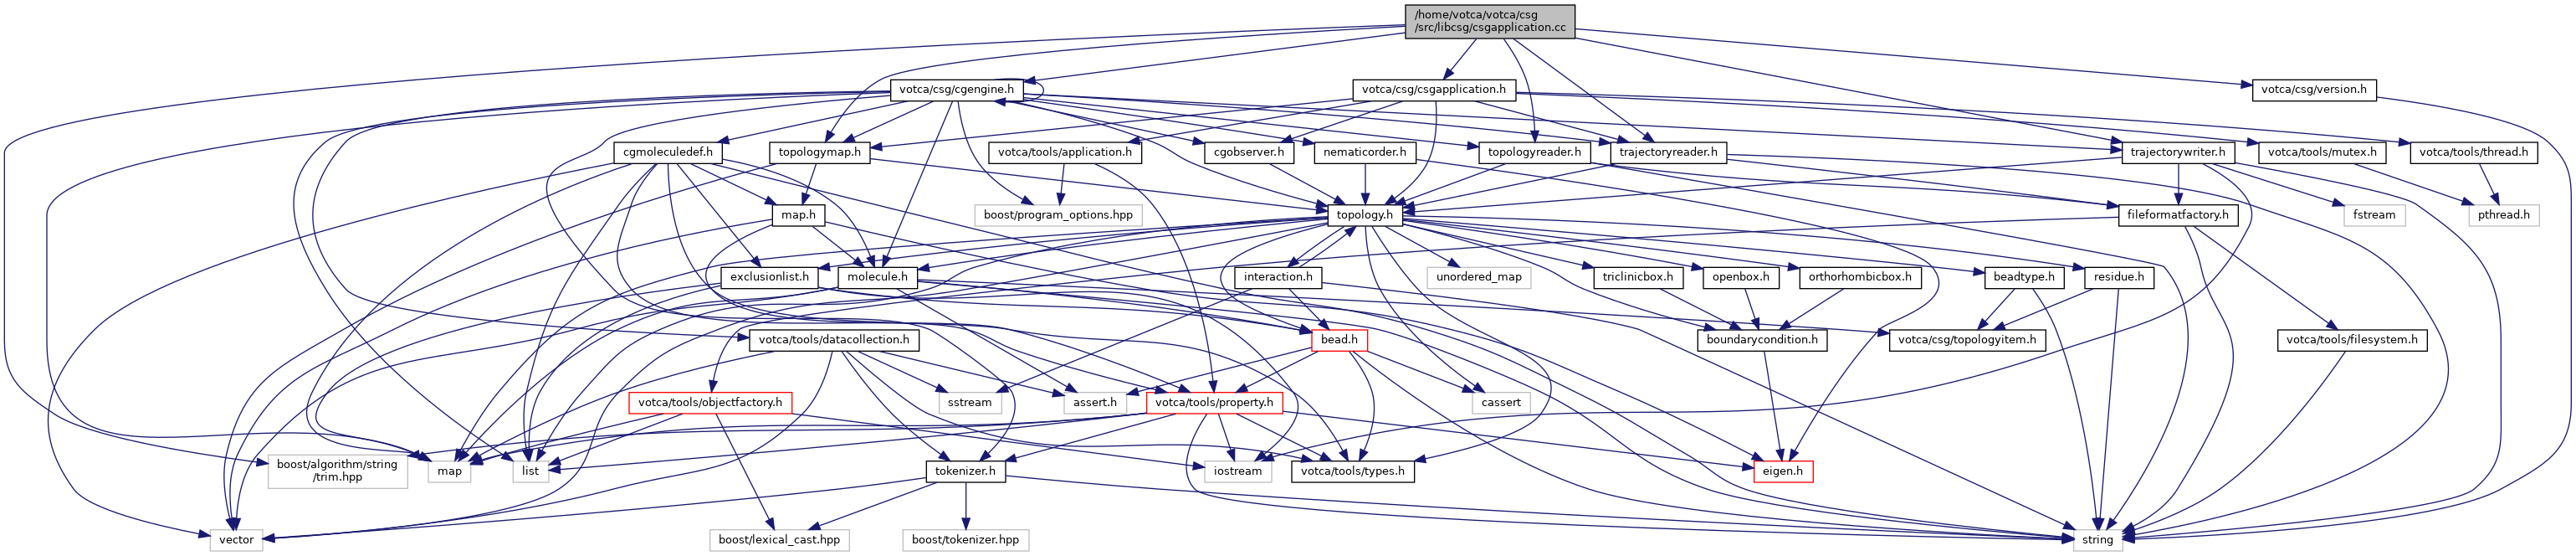 /home/votca/votca/csg
/src/libcsg/csgapplication.cc
votca/csg/cgengine.h
votca/csg/csgapplication.h
votca/csg/version.h
cgmoleculedef.h
topologymap.h
votca/tools/application.h
cgobserver.h
nematicorder.h
topologyreader.h
trajectoryreader.h
trajectorywriter.h
votca/tools/mutex.h
votca/tools/thread.h
map.h
boost/program_options.hpp
topology.h
fileformatfactory.h
fstream
pthread.h
exclusionlist.h
molecule.h
interaction.h
unordered_map
triclinicbox.h
openbox.h
orthorhombicbox.h
beadtype.h
residue.h
votca/tools/datacollection.h
bead.h
boundarycondition.h
votca/csg/topologyitem.h
votca/tools/filesystem.h
votca/tools/objectfactory.h
sstream
assert.h
votca/tools/property.h
cassert
boost/algorithm/string
/trim.hpp
map
list
tokenizer.h
iostream
votca/tools/types.h
eigen.h
vector
boost/lexical_cast.hpp
boost/tokenizer.hpp
string